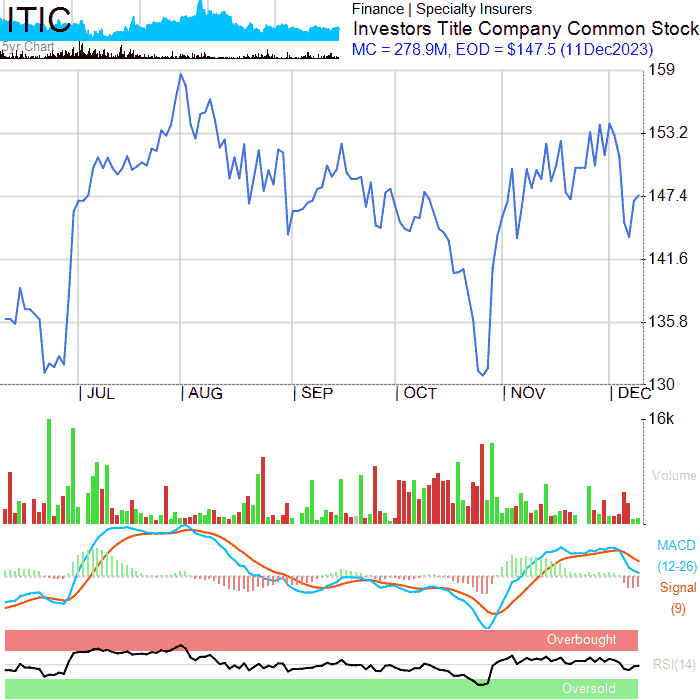 ITIC
5yr Chart
Finance | Specialty Insurers
Investors Title Company Common Stock
MC = 278.9M, EOD = $147.5 (11Dec2023)
159
153.2
147.4
141.6
135.8
130
| JUL | AUG | SEP | OCT | NOV | DEC
16k
Volume
MACD
(12-26)
Signal
(9)
Overbought
RSI(14)
Oversold